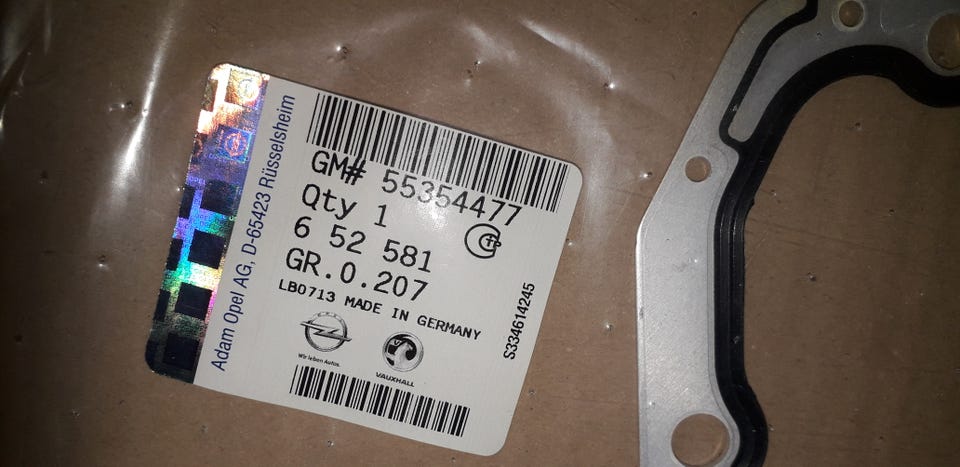 Adam Opel AG, D-65423 Rüsselsheim
GM# 55354477
Qty 1
6 52 581
GR.0.207
LB0713 MADE IN GERMANY
S334614245
OPEL
Wir leben Autos.
VAUXHALL